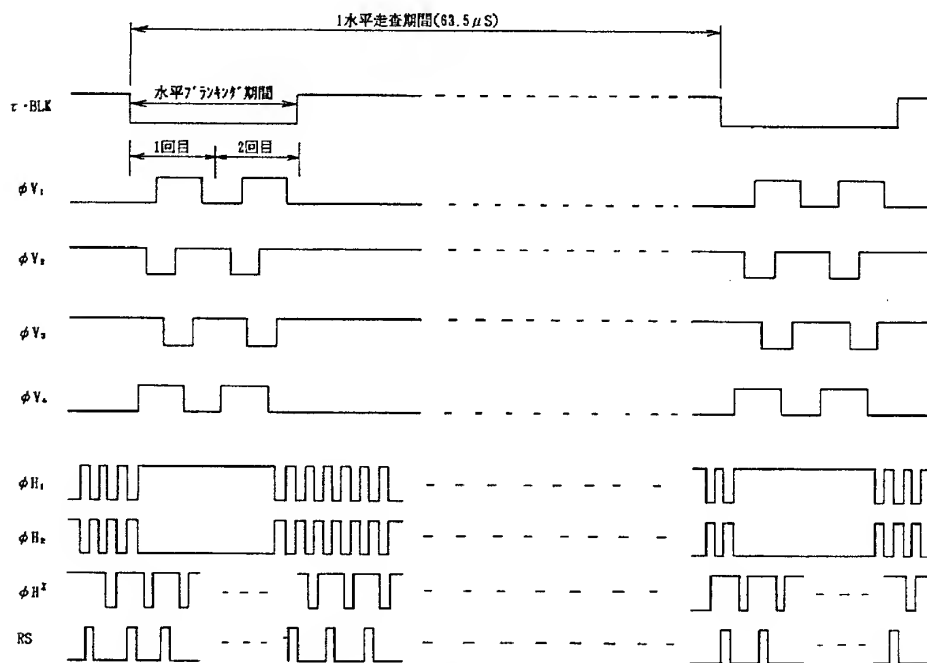 1水平走査期間(63.5μS)
τ・BLK
水平ブランキング期間
1回目
2回目
φV₁
φV₂
φV₃
φV₄
φH₁
φH₂
φHˣ
RS